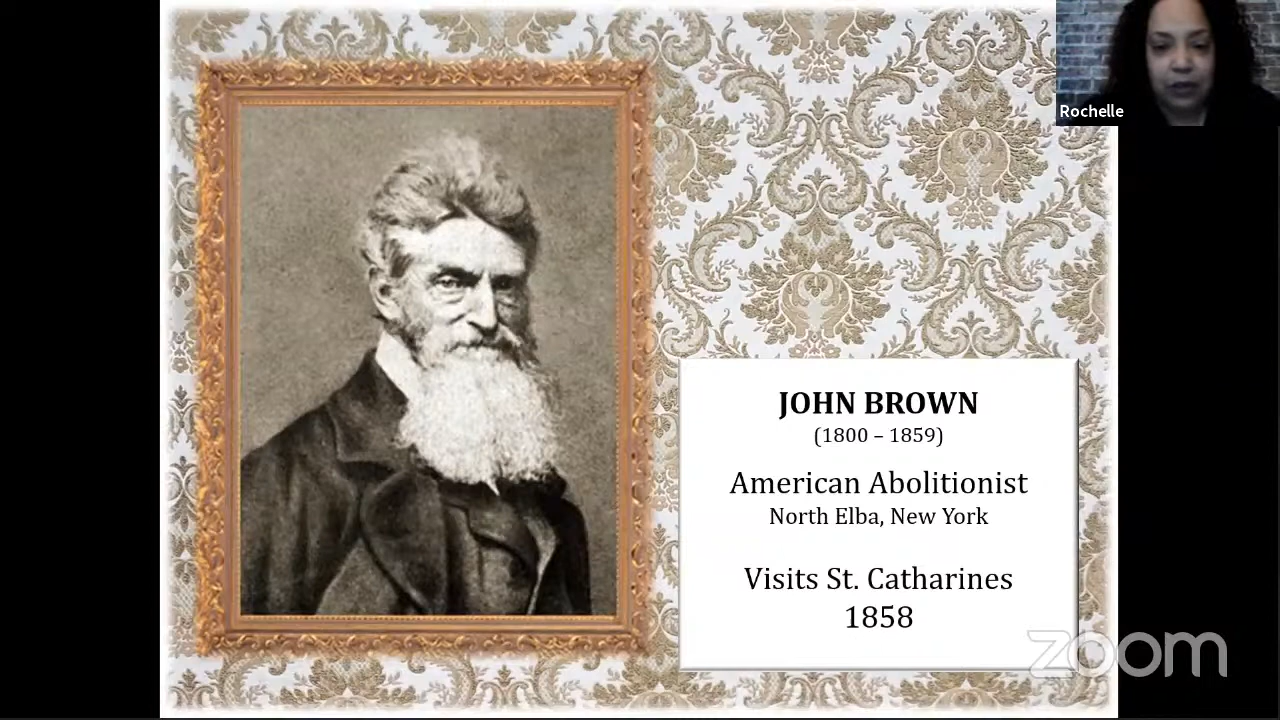 Rochelle
JOHN BROWN
(1800 – 1859)
American Abolitionist
North Elba, New York
Visits St. Catharines
1858
zoom